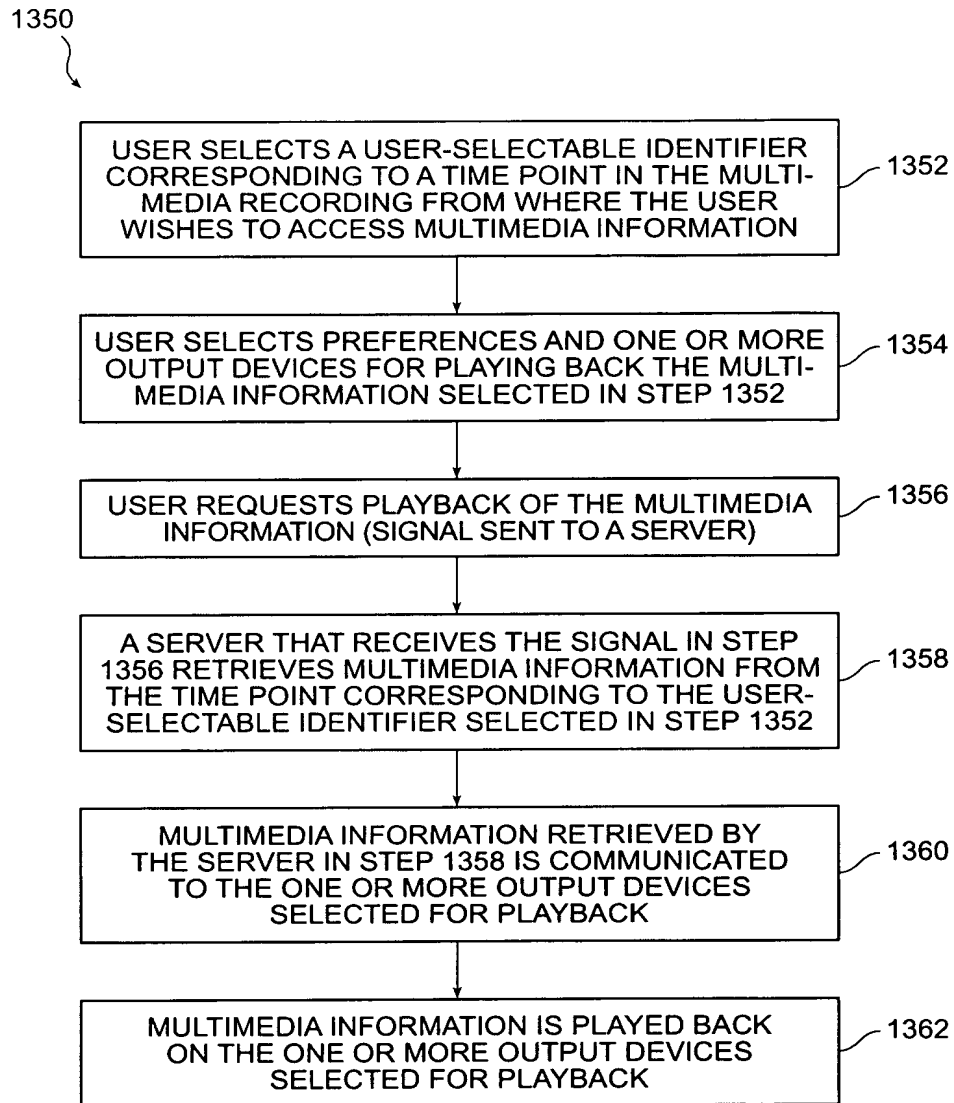 1350
USER SELECTS A USER-SELECTABLE IDENTIFIER
CORRESPONDING TO A TIME POINT IN THE MULTI-
MEDIA RECORDING FROM WHERE THE USER
WISHES TO ACCESS MULTIMEDIA INFORMATION
1352
USER SELECTS PREFERENCES AND ONE OR MORE
OUTPUT DEVICES FOR PLAYING BACK THE MULTI-
MEDIA INFORMATION SELECTED IN STEP 1352
1354
USER REQUESTS PLAYBACK OF THE MULTIMEDIA
INFORMATION (SIGNAL SENT TO A SERVER)
1356
A SERVER THAT RECEIVES THE SIGNAL IN STEP
1356 RETRIEVES MULTIMEDIA INFORMATION FROM
THE TIME POINT CORRESPONDING TO THE USER-
SELECTABLE IDENTIFIER SELECTED IN STEP 1352
1358
MULTIMEDIA INFORMATION RETRIEVED BY
THE SERVER IN STEP 1358 IS COMMUNICATED
TO THE ONE OR MORE OUTPUT DEVICES
SELECTED FOR PLAYBACK
1360
MULTIMEDIA INFORMATION IS PLAYED BACK
ON THE ONE OR MORE OUTPUT DEVICES
SELECTED FOR PLAYBACK
1362